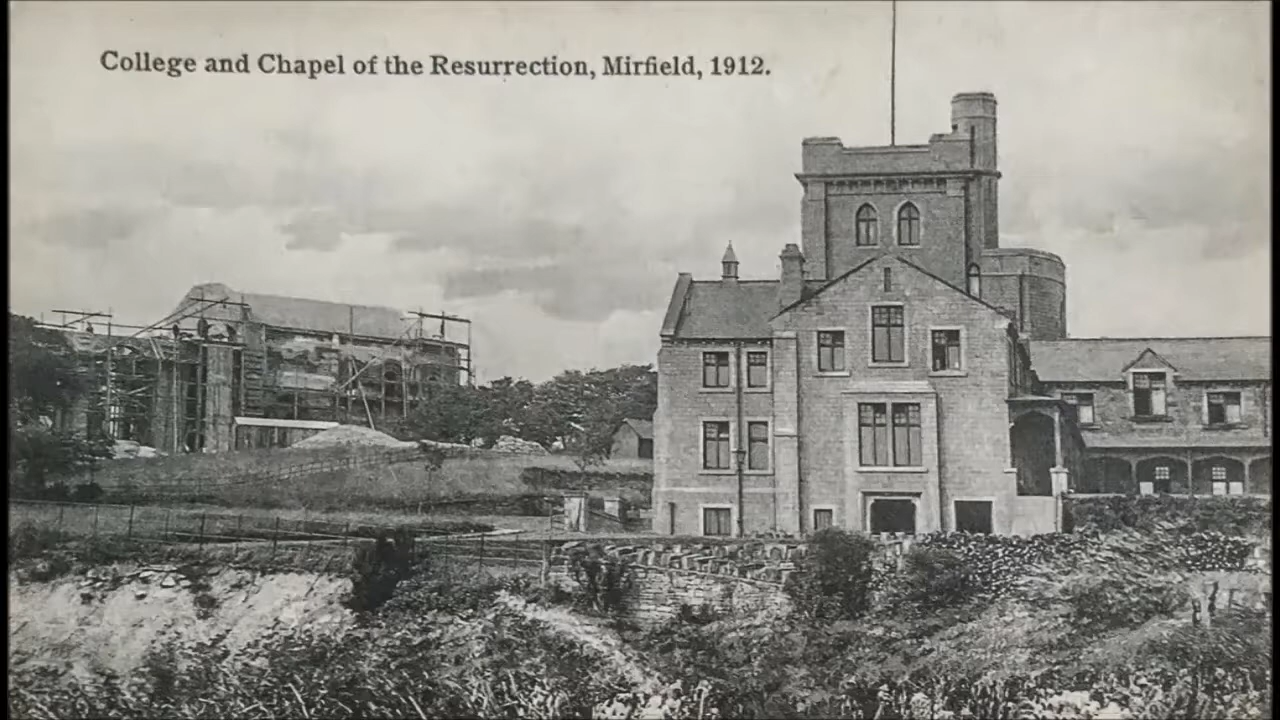 College and Chapel of the Resurrection, Mirfield, 1912.